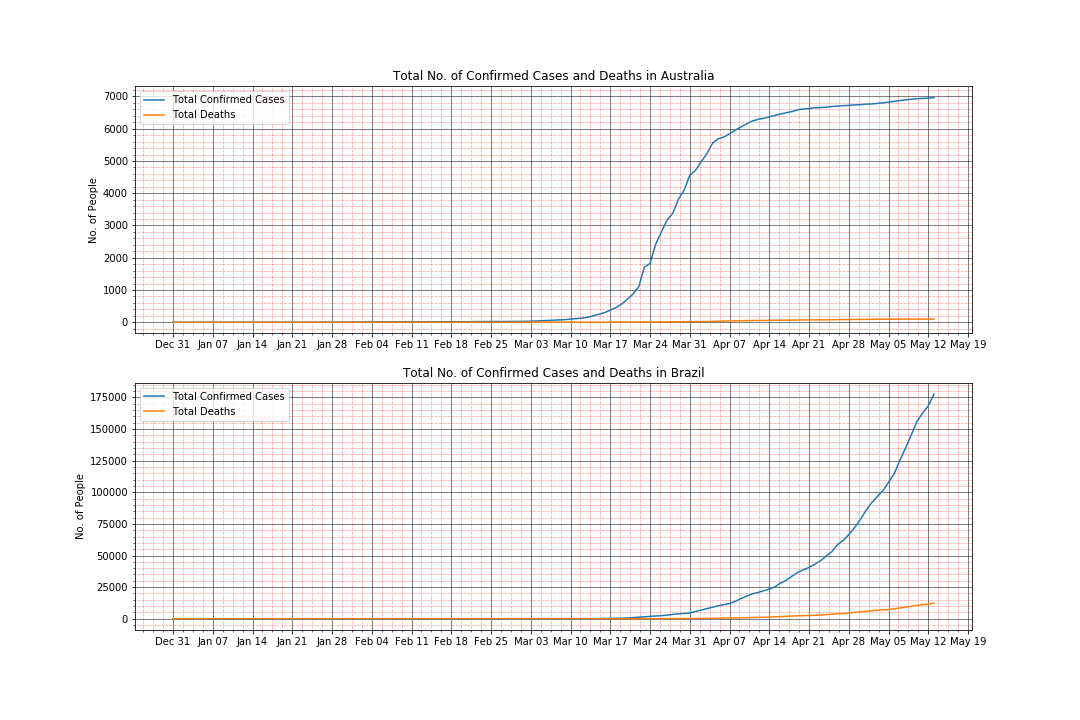 Total No. of Confirmed Cases and Deaths in Australia
Total Confirmed Cases
Total Deaths
No. of People
7000
6000
5000
4000
3000
2000
1000
0
Dec 31 Jan 07 Jan 14 Jan 21 Jan 28 Feb 04 Feb 11 Feb 18 Feb 25 Mar 03 Mar 10 Mar 17 Mar 24 Mar 31 Apr 07 Apr 14 Apr 21 Apr 28 May 05 May 12 May 19
Total No. of Confirmed Cases and Deaths in Brazil
Total Confirmed Cases
Total Deaths
No. of People
175000
150000
125000
100000
75000
50000
25000
0
Dec 31 Jan 07 Jan 14 Jan 21 Jan 28 Feb 04 Feb 11 Feb 18 Feb 25 Mar 03 Mar 10 Mar 17 Mar 24 Mar 31 Apr 07 Apr 14 Apr 21 Apr 28 May 05 May 12 May 19